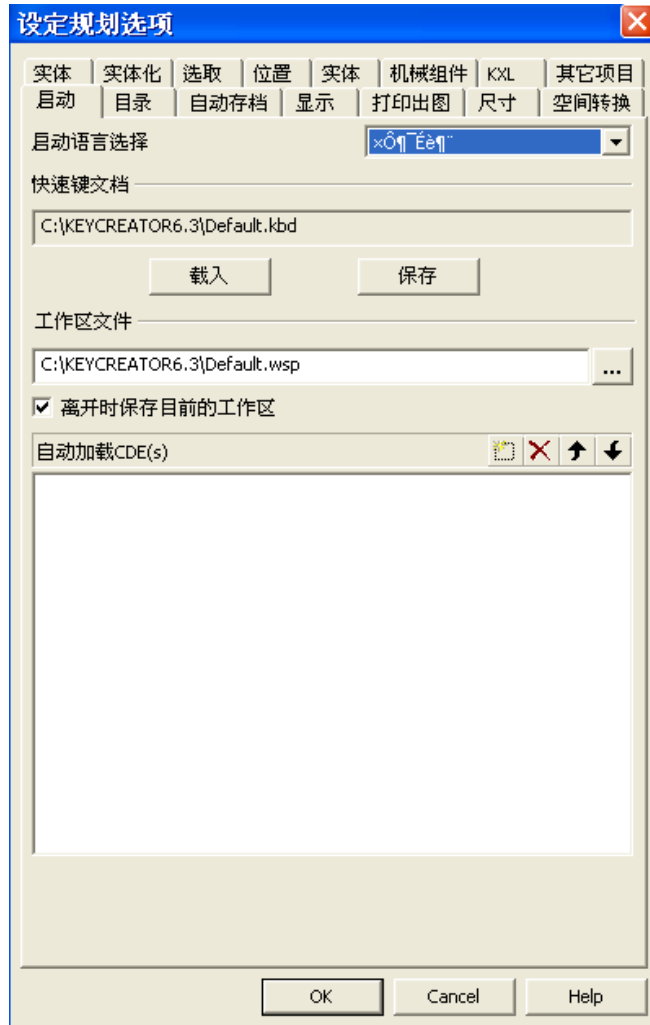 设定规划选项
实体 实体化 选取 位置 实体 机械组件 KXL 其它项目
启动 目录 自动存档 显示 打印出图 尺寸 空间转换
启动语言选择 ×Ô¶¯Éè¶¨
快速键文档
C:\KEYCREATOR6.3\Default.kbd
载入 保存
工作区文件
C:\KEYCREATOR6.3\Default.wsp ...
离开时保存目前的工作区
自动加载CDE(s)
OK Cancel Help